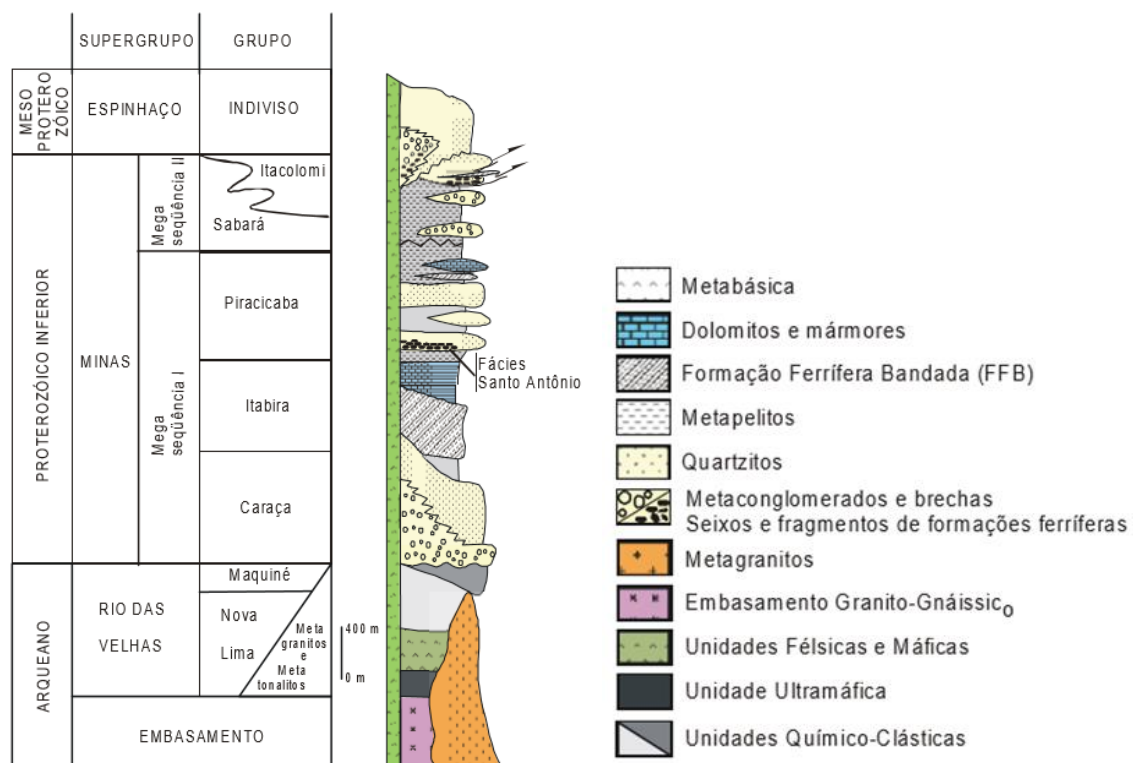 SUPERGRUPO
GRUPO
MESO
PROTERO
ZÓICO
ESPINHAÇO
INDIVISO
PROTEROZÓICO INFERIOR
MINAS
Mega
seqüência II
Itacolomi
Sabará
Mega
seqüência I
Piracicaba
Itabira
Caraça
ARQUEANO
RIO DAS
VELHAS
Maquiné
Nova
Lima
Meta
granitos
e
Meta
tonalitos
EMBASAMENTO
400 m
0 m
Fácies
Santo Antônio
Metabásica
Dolomitos e mármores
Formação Ferrífera Bandada (FFB)
Metapelitos
Quartzitos
Metaconglomerados e brechas
Seixos e fragmentos de formações ferríferas
Metagranitos
Embasamento Granito-Gnáissico
Unidades Félsicas e Máficas
Unidade Ultramáfica
Unidades Químico-Clásticas